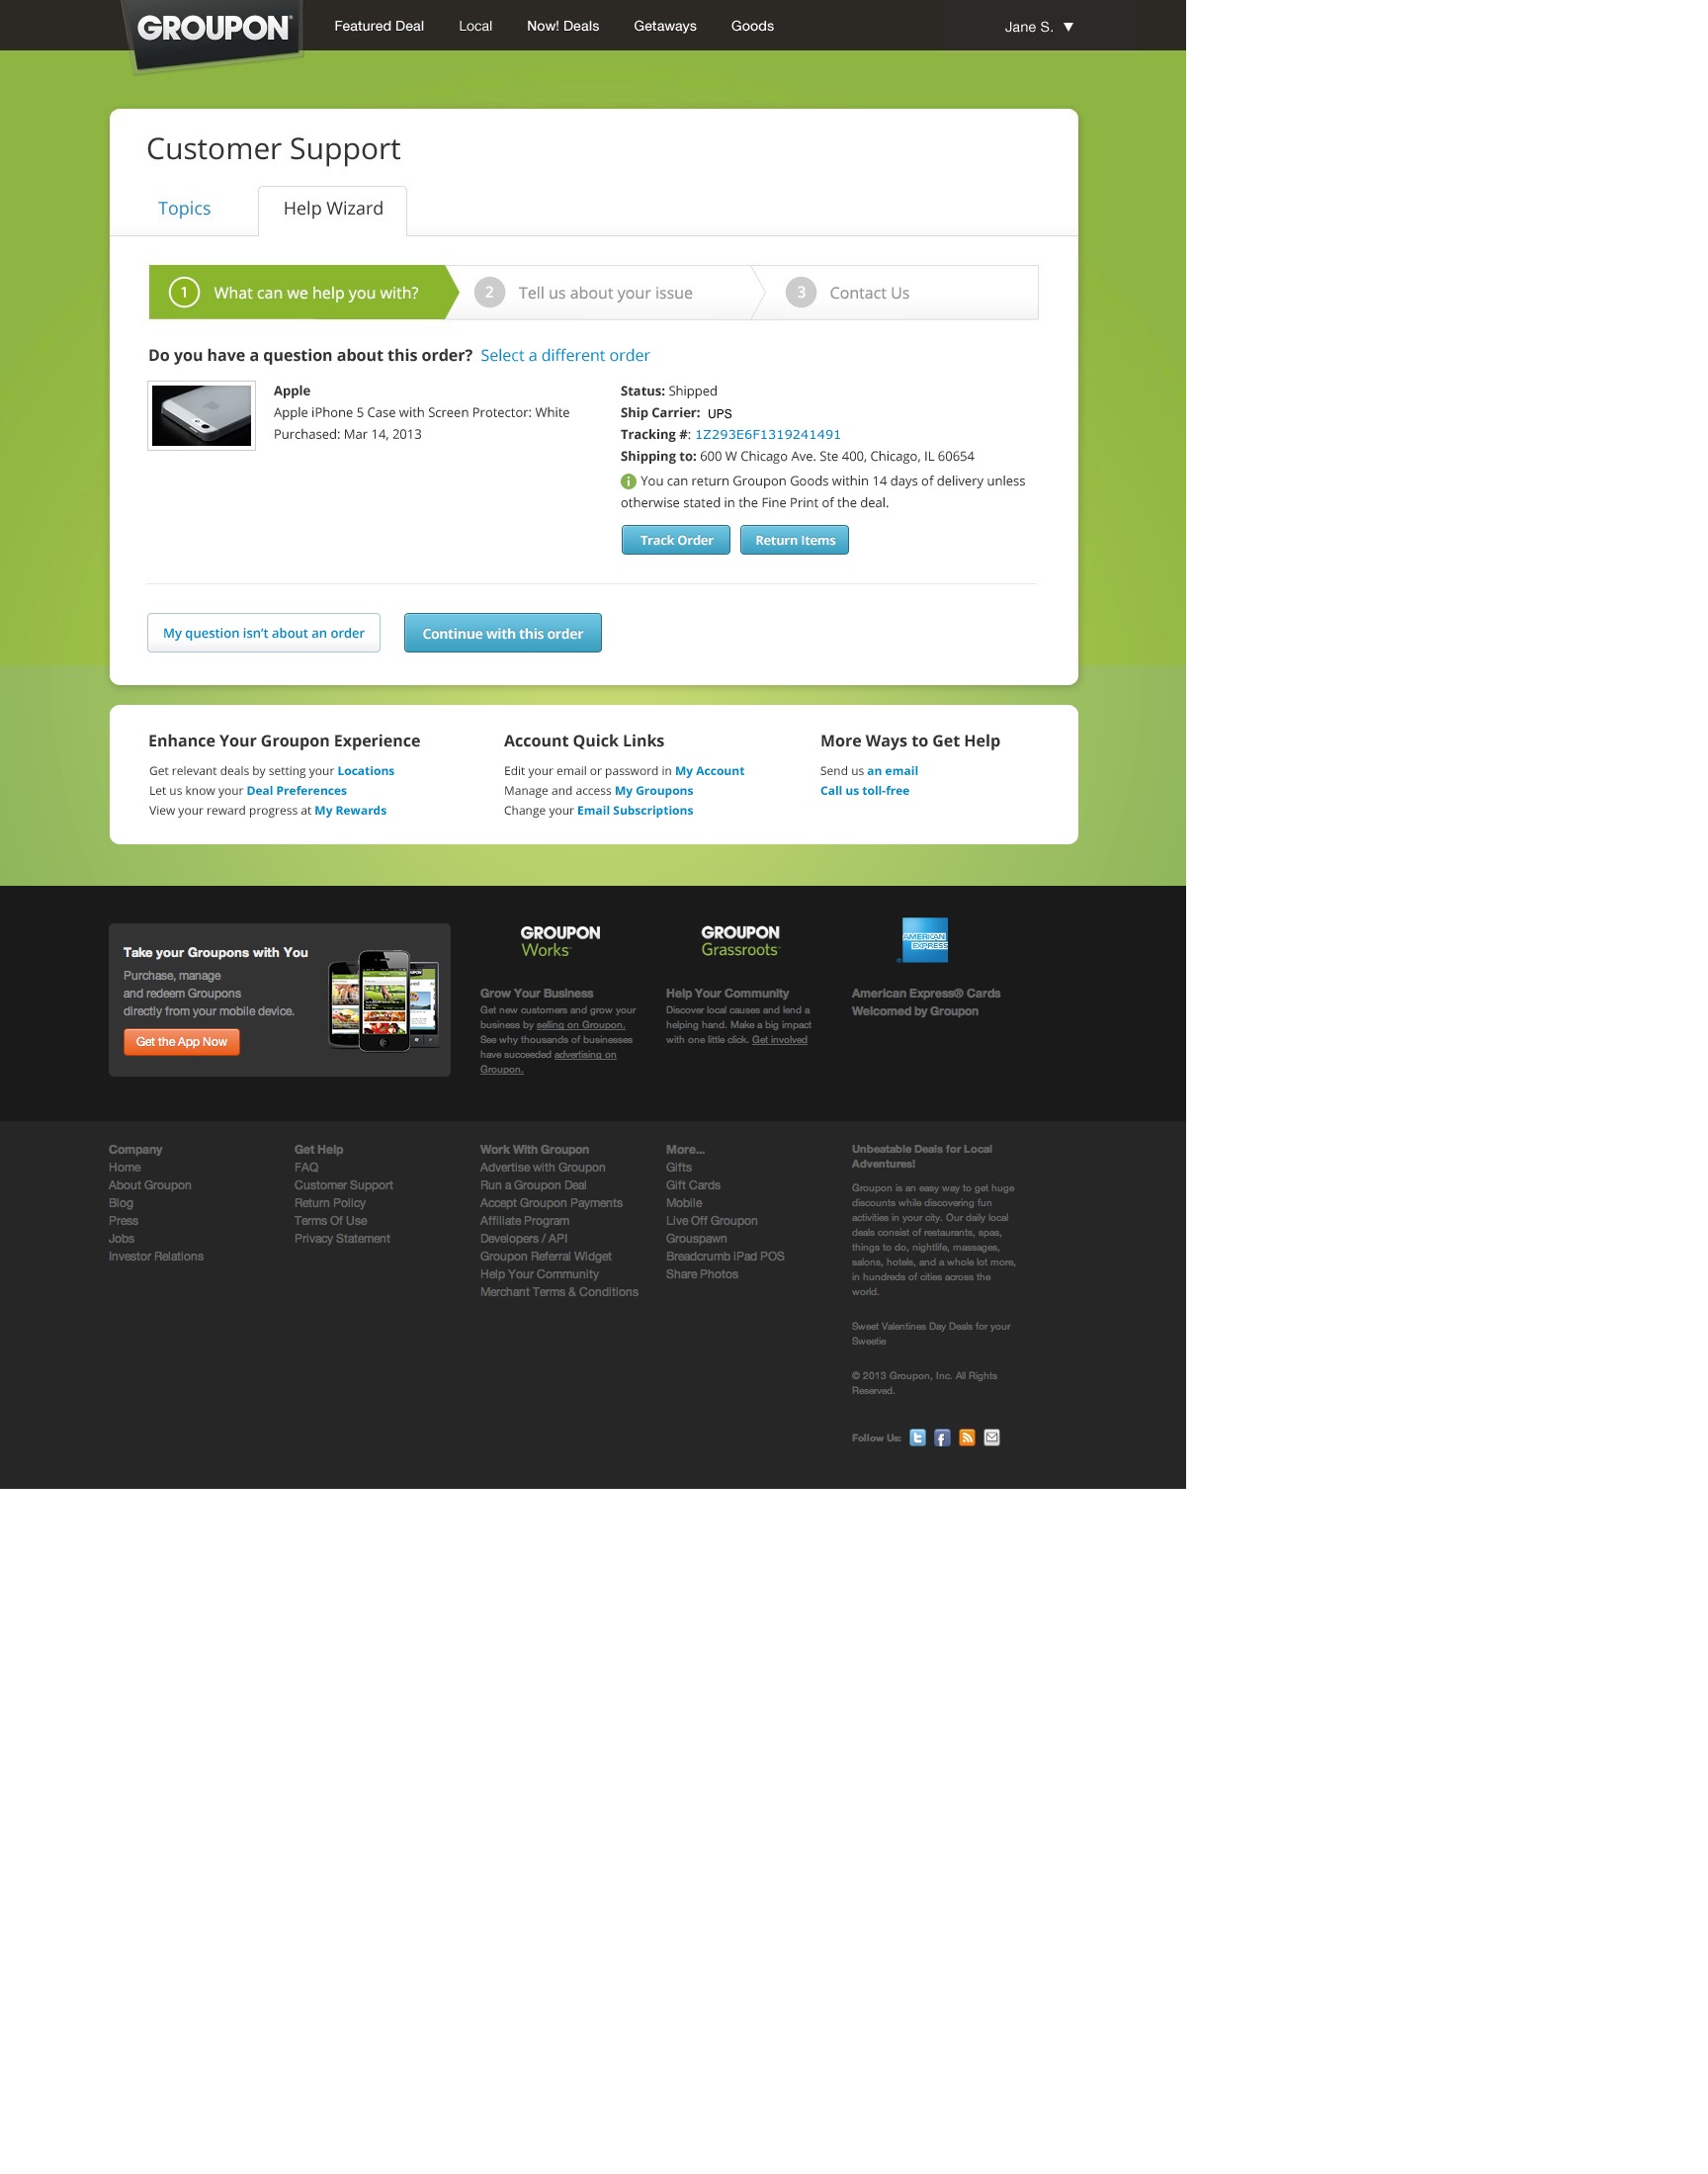 GROUPON
Featured Deal Local Now! Deals Getaways Goods
Jane S. ▼
Customer Support
Topics
Help Wizard
1 What can we help you with?
2 Tell us about your issue
3 Contact Us
Do you have a question about this order? Select a different order
Apple
Apple iPhone 5 Case with Screen Protector: White
Purchased: Mar 14, 2013
Status: Shipped
Ship Carrier: UPS
Tracking #: 1Z293E6F1319241491
Shipping to: 600 W Chicago Ave. Ste 400, Chicago, IL 60654
i You can return Groupon Goods within 14 days of delivery unless
otherwise stated in the Fine Print of the deal.
Track Order
Return Items
My question isn't about an order
Continue with this order
Enhance Your Groupon Experience
Get relevant deals by setting your Locations
Let us know your Deal Preferences
View your reward progress at My Rewards
Account Quick Links
Edit your email or password in My Account
Manage and access My Groupons
Change your Email Subscriptions
More Ways to Get Help
Send us an email
Call us toll-free
Take your Groupons with You
Purchase, manage
and redeem Groupons
directly from your mobile device.
Get the App Now
GROUPON
Works™
Grow Your Business
Get new customers and grow your
business by selling on Groupon.
See why thousands of businesses
have succeeded advertising on
Groupon.
GROUPON
Grassroots™
Help Your Community
Discover local causes and lend a
helping hand. Make a big impact
with one little click. Get involved
AMERICAN
EXPRESS
®
American Express® Cards
Welcomed by Groupon
Company
Home
About Groupon
Blog
Press
Jobs
Investor Relations
Get Help
FAQ
Customer Support
Return Policy
Terms Of Use
Privacy Statement
Work With Groupon
Advertise with Groupon
Run a Groupon Deal
Accept Groupon Payments
Affiliate Program
Developers / API
Groupon Referral Widget
Help Your Community
Merchant Terms & Conditions
More...
Gifts
Gift Cards
Mobile
Live Off Groupon
Grouspawn
Breadcrumb iPad POS
Share Photos
Unbeatable Deals for Local
Adventures!
Groupon is an easy way to get huge
discounts while discovering fun
activities in your city. Our daily local
deals consist of restaurants, spas,
things to do, nightlife, massages,
salons, hotels, and a whole lot more,
in hundreds of cities across the
world.
Sweet Valentines Day Deals for your
Sweetie
© 2013 Groupon, Inc. All Rights
Reserved.
Follow Us: